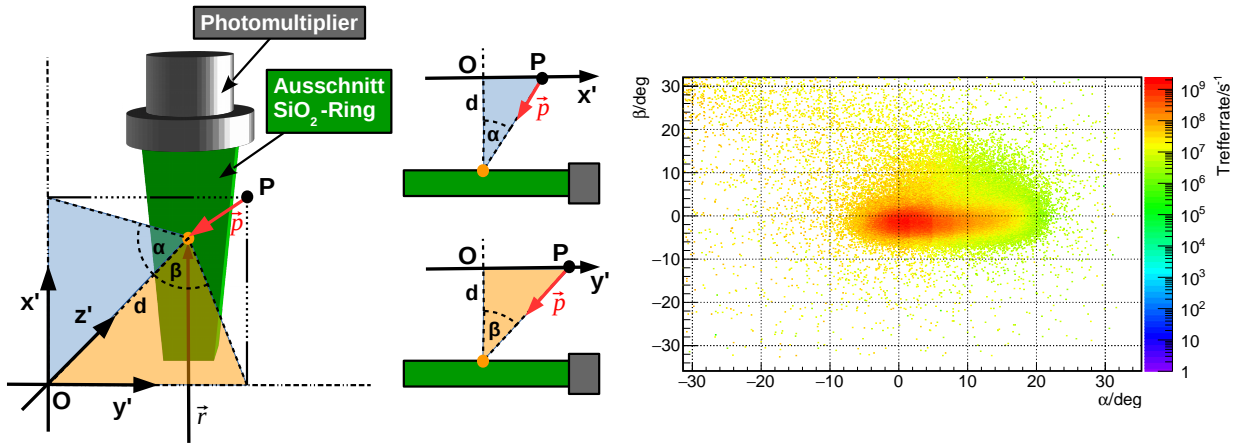 Photomultiplier
Ausschnitt
SiO2-Ring
P
p⃗
α
β
d
x'
z'
O
y'
r⃗
O
P
x'
d
p⃗
α
O
P
y'
d
p⃗
β
β/deg
30
20
10
0
−10
−20
−30
−30
−20
−10
0
10
20
30
α/deg
10⁹
10⁸
10⁷
10⁶
10⁵
10⁴
10³
10²
10
1
Trefferrate/s⁻¹